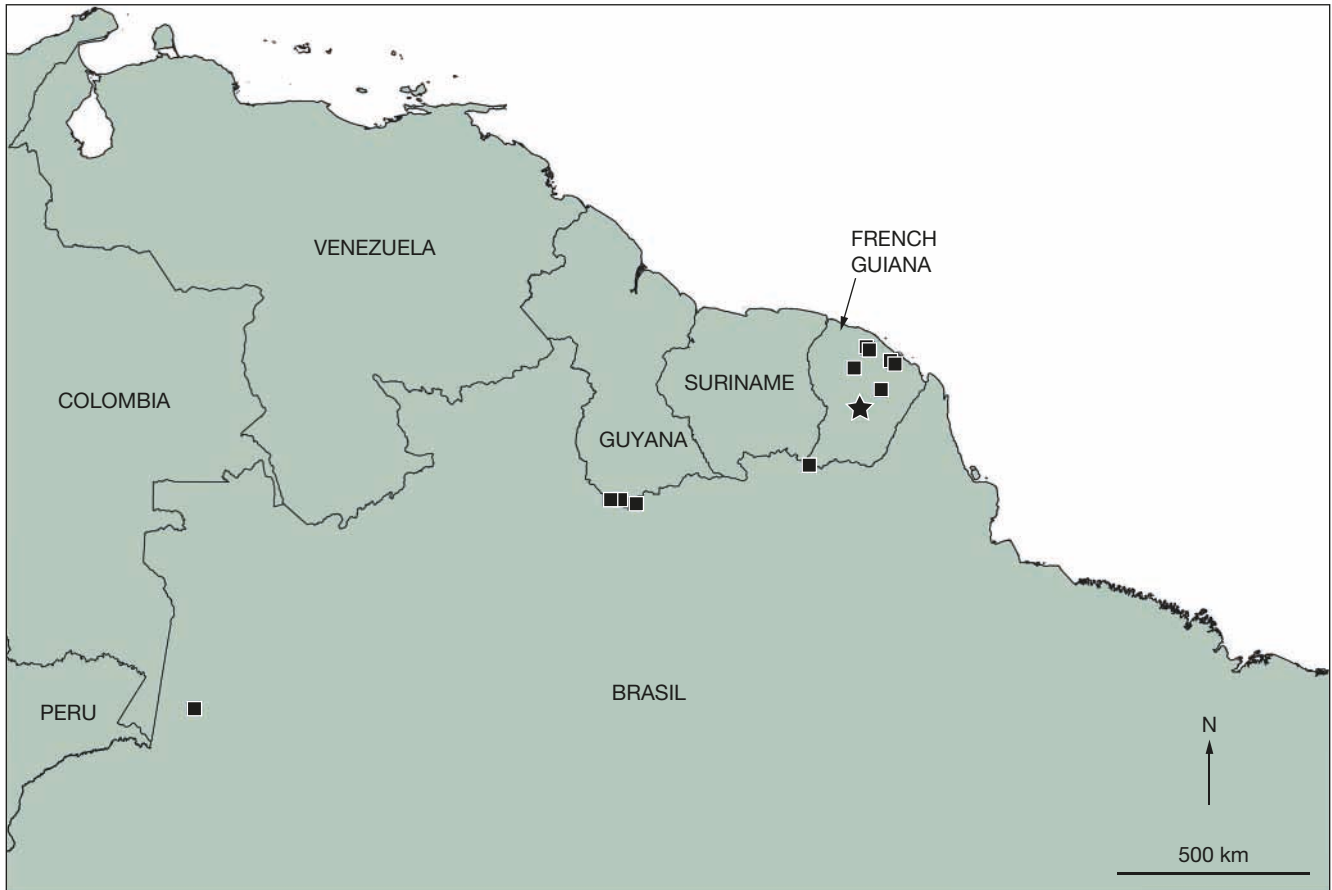 VENEZUELA
FRENCH
GUIANA
COLOMBIA
SURINAME
GUYANA
BRASIL
PERU
N
500 km